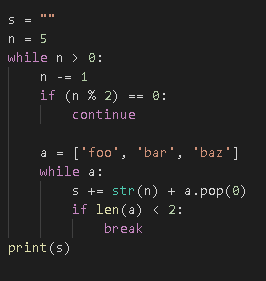 s = ""
n = 5
while n > 0:
    n -= 1
    if (n % 2) == 0:
        continue

    a = ['foo', 'bar', 'baz']
    while a:
        s += str(n) + a.pop(0)
        if len(a) < 2:
            break
print(s)